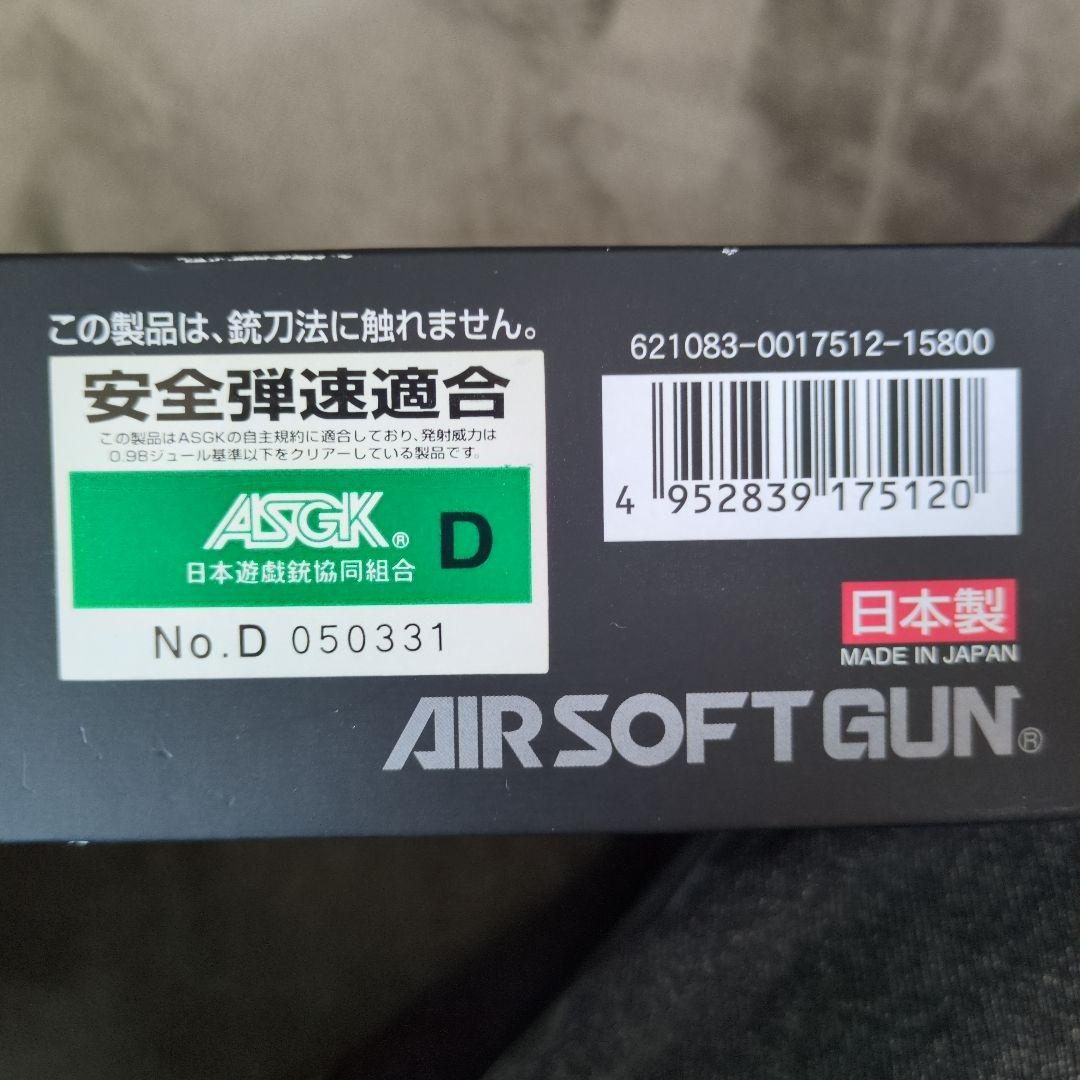 この製品は、銃刀法に触れません。
安全弾速適合
この製品はASGKの自主規約に適合しており、発射威力は
0.98ジュール基準以下をクリアーしている製品です。
ASGK® D
日本遊戯銃協同組合
No.D 050331
621083-0017512-15800
4 952839 175120
日本製
MADE IN JAPAN
AIRSOFT GUN®